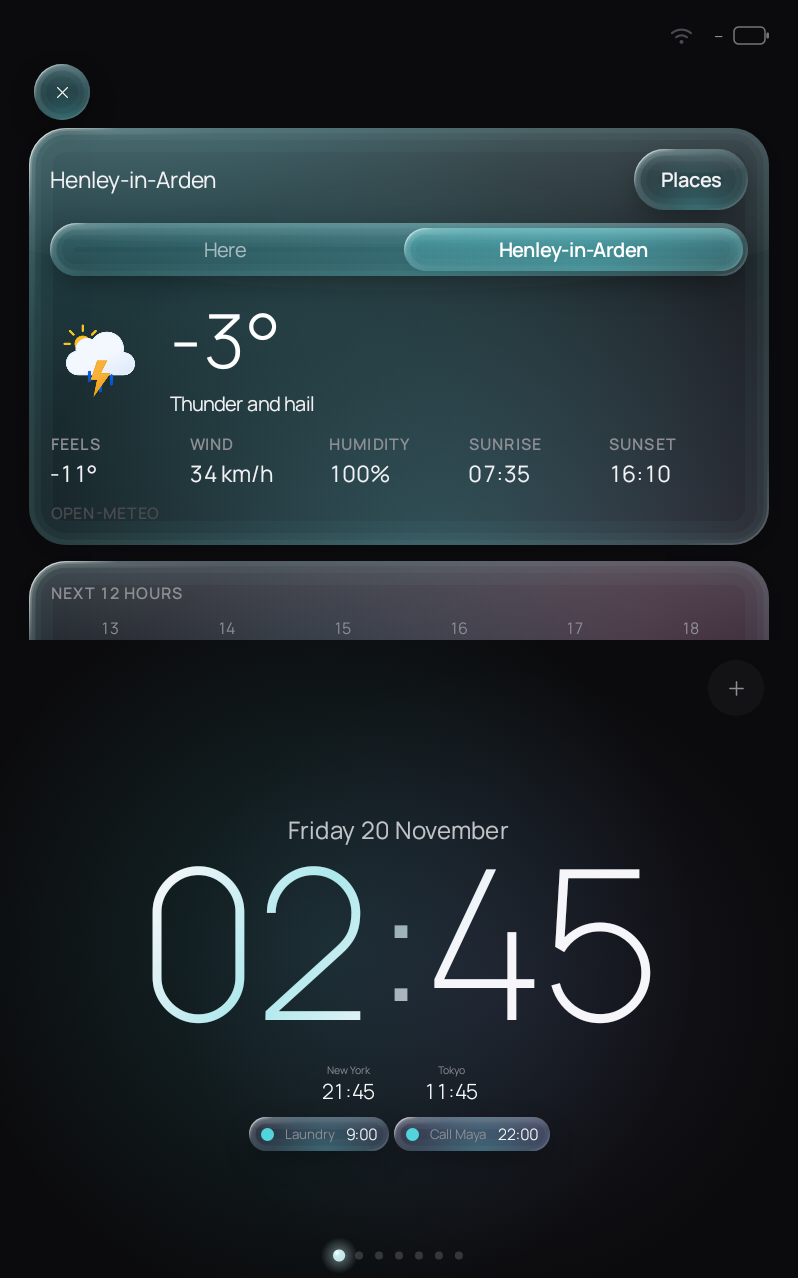 Henley-in-Arden
Places
Here
Henley-in-Arden
-3°
Thunder and hail
FEELS WIND HUMIDITY SUNRISE SUNSET
-11° 34 km/h 100% 07:35 16:10
OPEN-METEO
NEXT 12 HOURS
13 14 15 16 17 18
Friday 20 November
02:45
New York Tokyo
21:45 11:45
Laundry 9:00 Call Maya 22:00